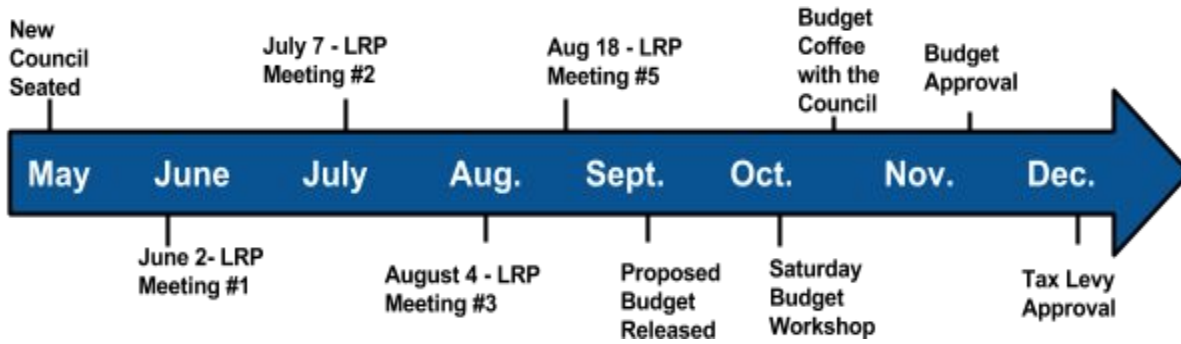 New
Council
Seated
July 7 - LRP
Meeting #2
Aug 18 - LRP
Meeting #5
Budget
Coffee
with the
Council
Budget
Approval
May June July Aug. Sept. Oct. Nov. Dec.
June 2- LRP
Meeting #1
August 4 - LRP
Meeting #3
Proposed
Budget
Released
Saturday
Budget
Workshop
Tax Levy
Approval